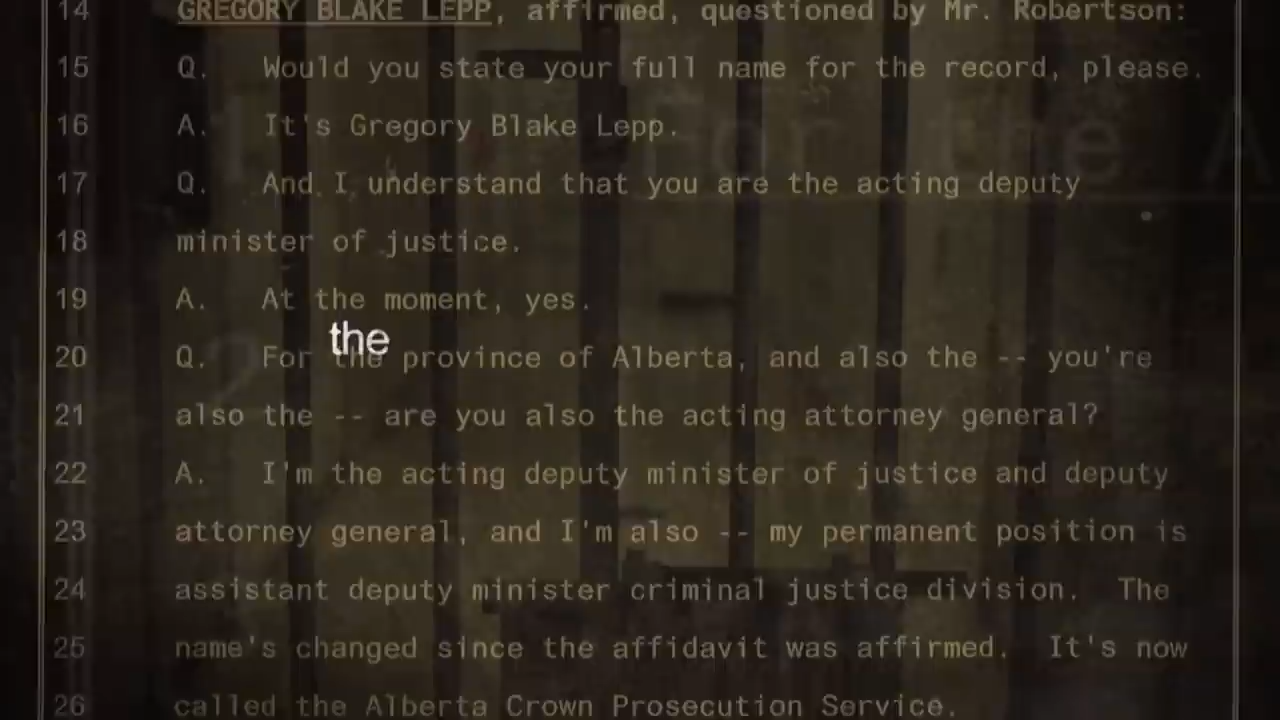 14 GREGORY BLAKE LEPP, affirmed, questioned by Mr. Robertson:
15 Q. Would you state your full name for the record, please.
16 A. It's Gregory Blake Lepp.
17 Q. And I understand that you are the acting deputy
18 minister of justice.
19 A. At the moment, yes.
the
20 Q. For the province of Alberta, and also the -- you're
21 also the -- are you also the acting attorney general?
22 A. I'm the acting deputy minister of justice and deputy
23 attorney general, and I'm also -- my permanent position is
24 assistant deputy minister criminal justice division. The
25 name's changed since the affidavit was affirmed. It's now
26 called the Alberta Crown Prosecution Service.
for the A